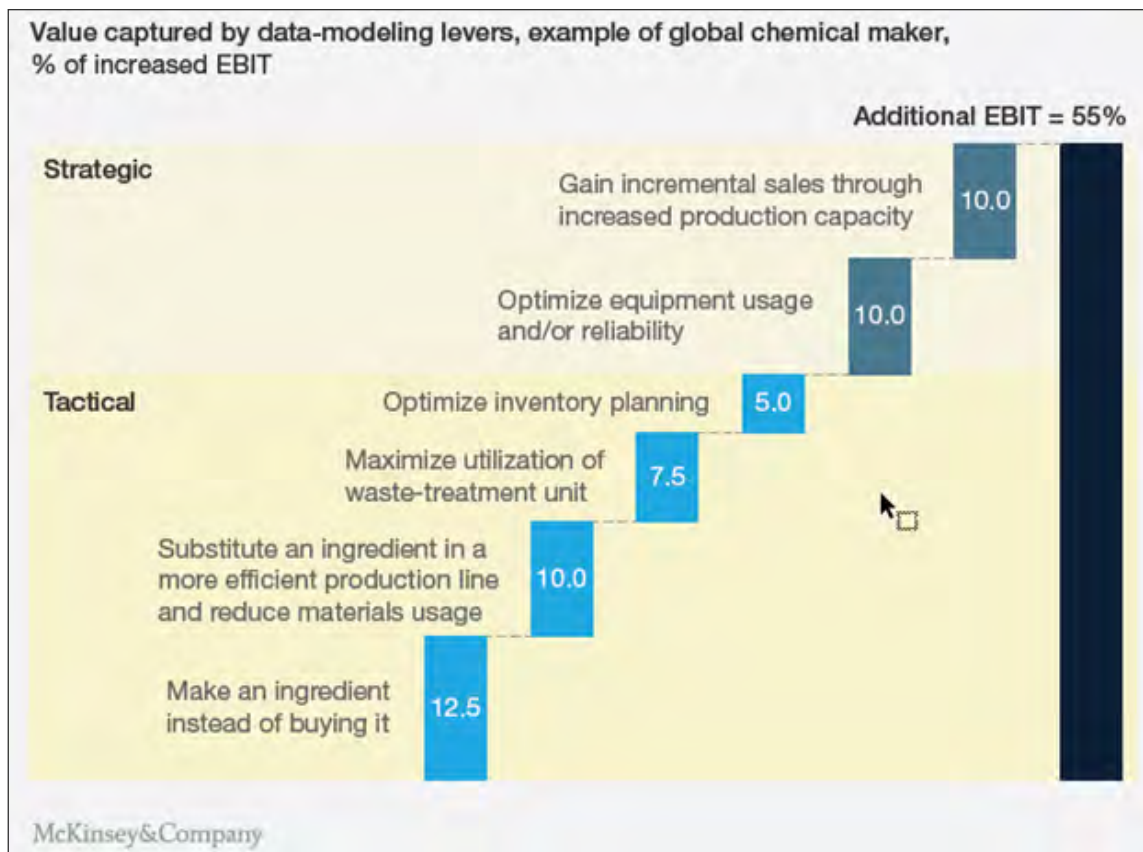 Value captured by data-modeling levers, example of global chemical maker,
% of increased EBIT
Additional EBIT = 55%
Strategic
Gain incremental sales through
increased production capacity
10.0
Optimize equipment usage
and/or reliability
10.0
Tactical
Optimize inventory planning
5.0
Maximize utilization of
waste-treatment unit
7.5
Substitute an ingredient in a
more efficient production line
and reduce materials usage
10.0
Make an ingredient
instead of buying it
12.5
McKinsey&Company